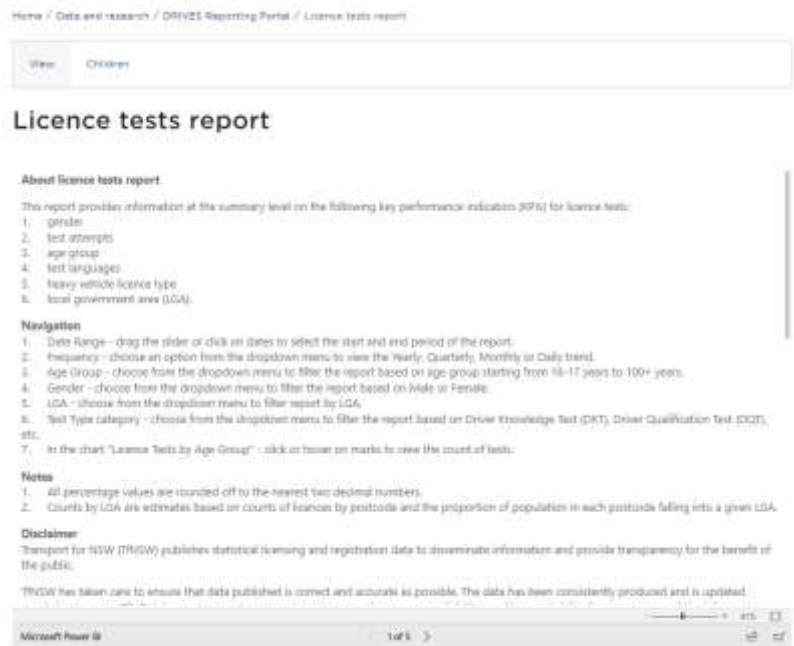 Home / Data and research / DRIVES Reporting Portal / Licence tests report
View Children
Licence tests report
About licence tests report
This report provides information at the summary level on the following key performance indicators (KPIs) for licence tests:
1. gender
2. test attempts
3. age group
4. test languages
5. heavy vehicle licence type
6. local government area (LGA).
Navigation
1. Date Range - drag the slider or click on dates to select the start and end period of the report.
2. Frequency - choose an option from the dropdown menu to view the Yearly, Quarterly, Monthly or Daily trend.
3. Age Group - choose from the dropdown menu to filter the report based on age group starting from 16-17 years to 100+ years.
4. Gender - choose from the dropdown menu to filter the report based on Male or Female.
5. LGA - choose from the dropdown menu to filter report by LGA.
6. Test Type category - choose from the dropdown menu to filter the report based on Driver Knowledge Test (DKT), Driver Qualification Test (DQT),
etc.
7. In the chart "Licence Tests by Age Group" - click or hover on marks to view the count of tests.
Notes
1. All percentage values are rounded off to the nearest two decimal numbers.
2. Counts by LGA are estimates based on counts of licences by postcode and the proportion of population in each postcode falling into a given LGA.
Disclaimer
Transport for NSW (TfNSW) publishes statistical licensing and registration data to disseminate information and provide transparency for the benefit of
the public.
TfNSW has taken care to ensure that data published is correct and accurate as possible. The data has been consistently produced and is updated
Microsoft Power BI 1 of 5